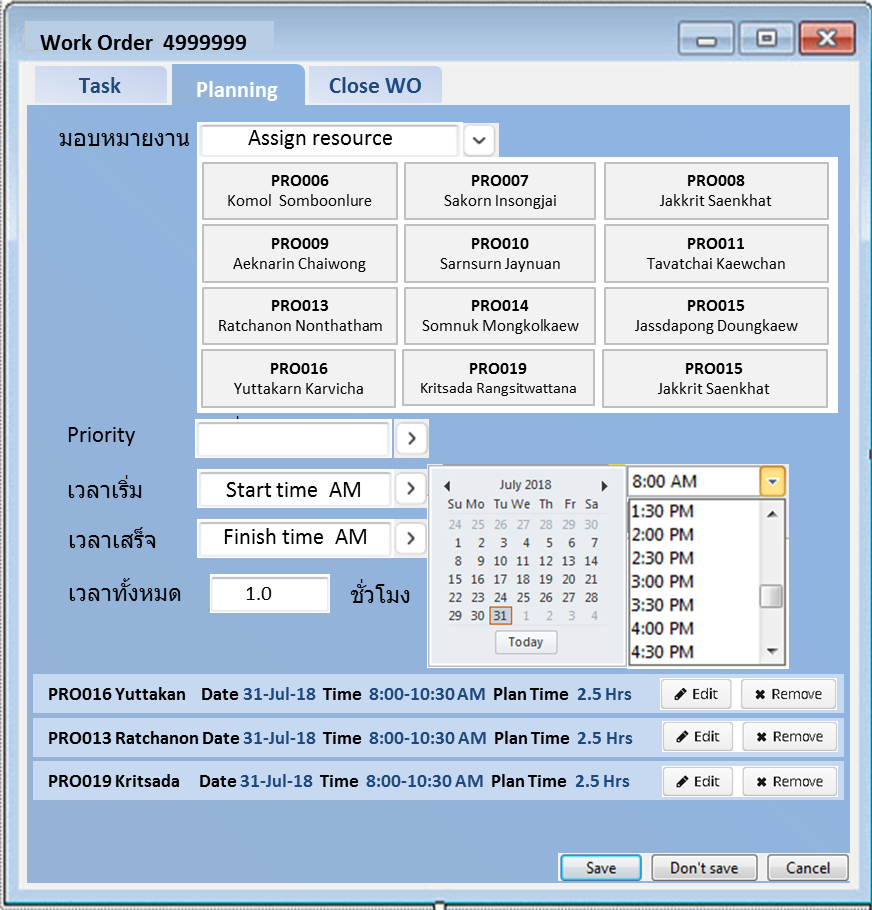 Work Order 4999999
Task Planning Close WO
มอบหมายงาน Assign resource
PRO006 PRO007 PRO008
Komol Somboonlure Sakorn Insongjai Jakkrit Saenkhat
PRO009 PRO010 PRO011
Aeknarin Chaiwong Sarnsurn Jaynuan Tavatchai Kaewchan
PRO013 PRO014 PRO015
Ratchanon Nonthatham Somnuk Mongkolkaew Jassdapong Doungkaew
PRO016 PRO019 PRO015
Yuttakarn Karvicha Kritsada Rangsitwattana Jakkrit Saenkhat
Priority
เวลาเริ่ม Start time AM
เวลาเสร็จ Finish time AM
เวลาทั้งหมด 1.0 ชั่วโมง
July 2018
Su Mo Tu We Th Fr Sa
24 25 26 27 28 29 30
1 2 3 4 5 6 7
8 9 10 11 12 13 14
15 16 17 18 19 20 21
22 23 24 25 26 27 28
29 30 31 1 2 3 4
Today
8:00 AM
1:30 PM
2:00 PM
2:30 PM
3:00 PM
3:30 PM
4:00 PM
4:30 PM
PRO016 Yuttakan Date 31-Jul-18 Time 8:00-10:30 AM Plan Time 2.5 Hrs Edit Remove
PRO013 Ratchanon Date 31-Jul-18 Time 8:00-10:30 AM Plan Time 2.5 Hrs Edit Remove
PRO019 Kritsada Date 31-Jul-18 Time 8:00-10:30 AM Plan Time 2.5 Hrs Edit Remove
Save Don't save Cancel